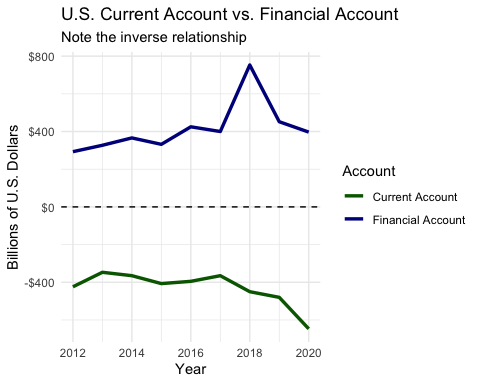 U.S. Current Account vs. Financial Account
Note the inverse relationship
$800
$400
$0
-$400
Billions of U.S. Dollars
2012
2014
2016
2018
2020
Year
Account
Current Account
Financial Account